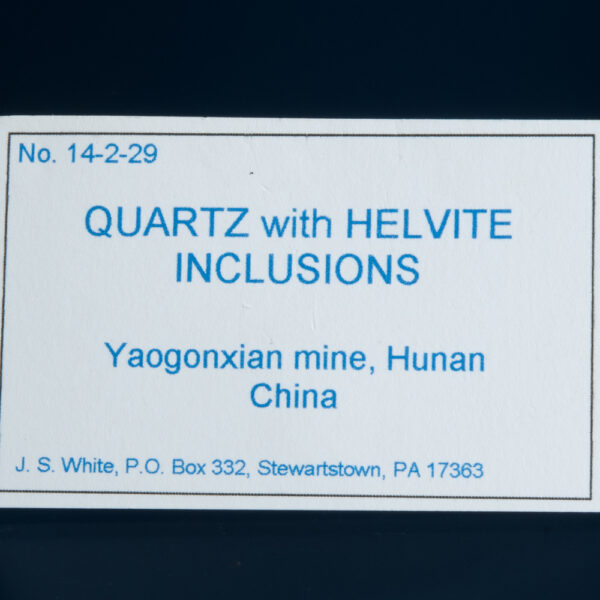 No. 14-2-29
QUARTZ with HELVITE
INCLUSIONS
Yaogonxian mine, Hunan
China
J. S. White, P.O. Box 332, Stewartstown, PA 17363